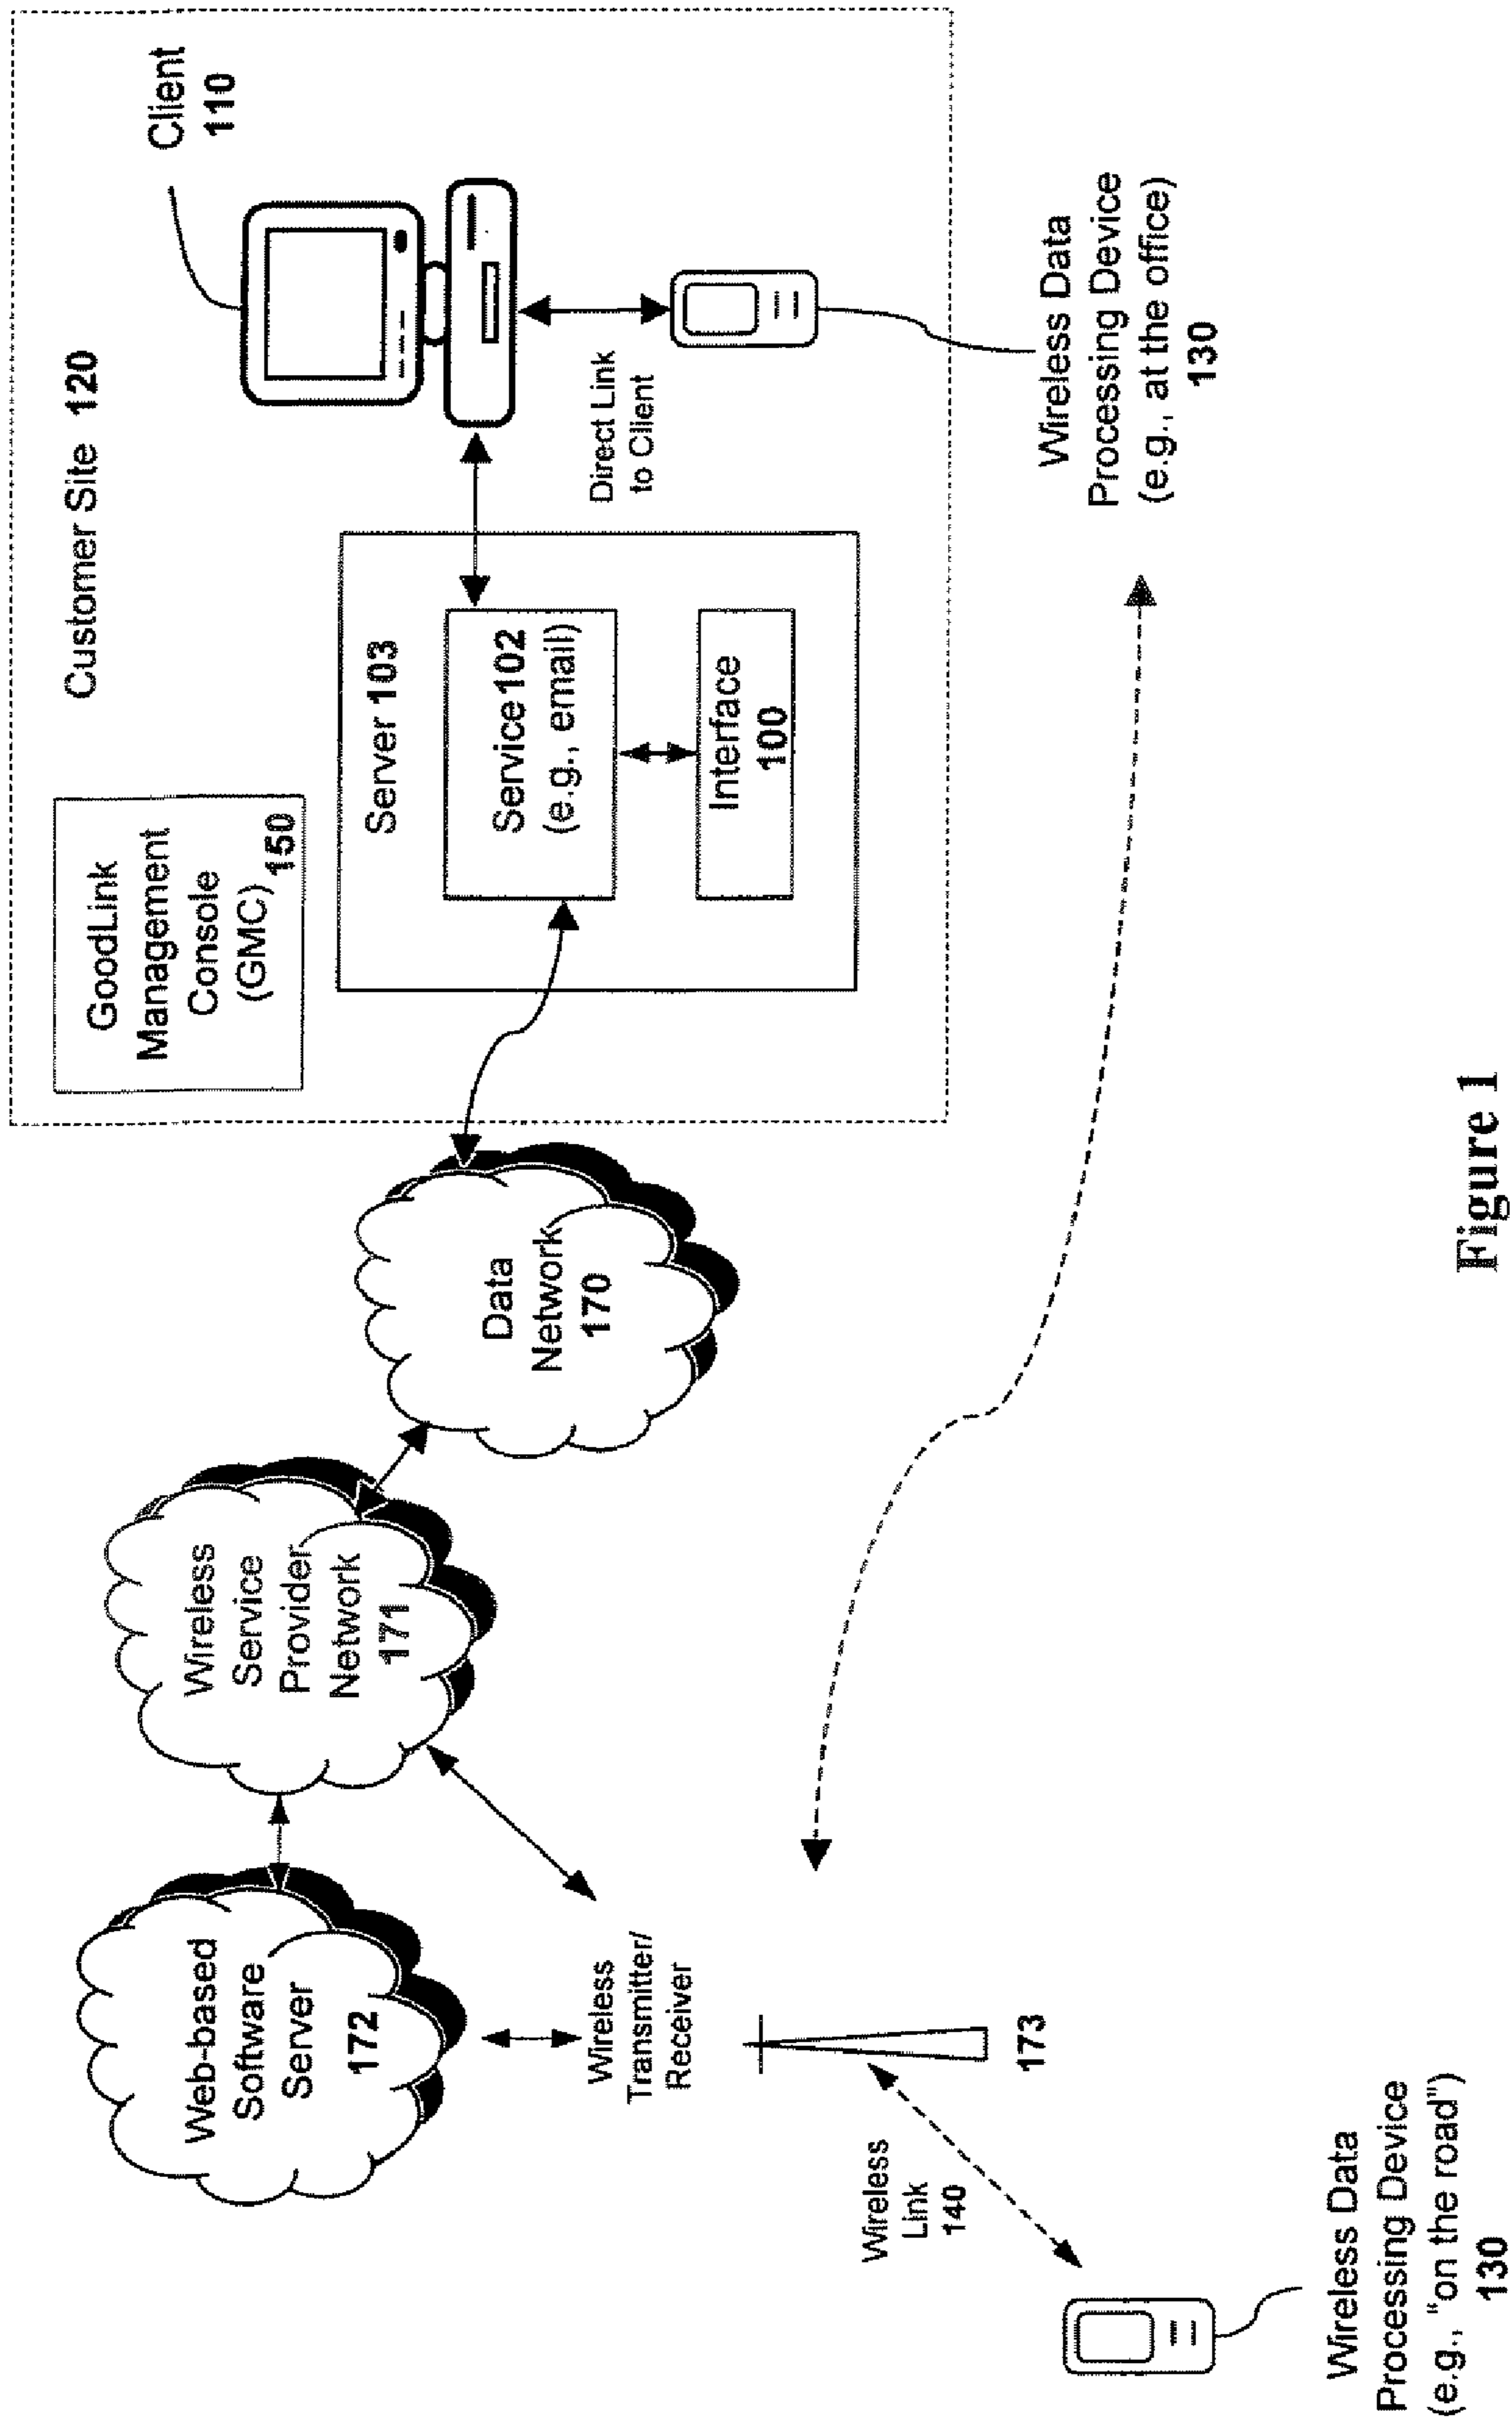 Customer Site 120
Client
110
GoodLink
Management
Console
(GMC)
150
Server 103
Service 102
(e.g., email)
Interface
100
Direct Link
to Client
Wireless Data
Processing Device
(e.g., at the office)
130
Data
Network
170
Wireless
Service
Provider
Network
171
Web-based
Software
Server
172
Wireless
Transmitter/
Receiver
173
Wireless
Link
140
Wireless Data
Processing Device
(e.g., "on the road")
130
Figure 1